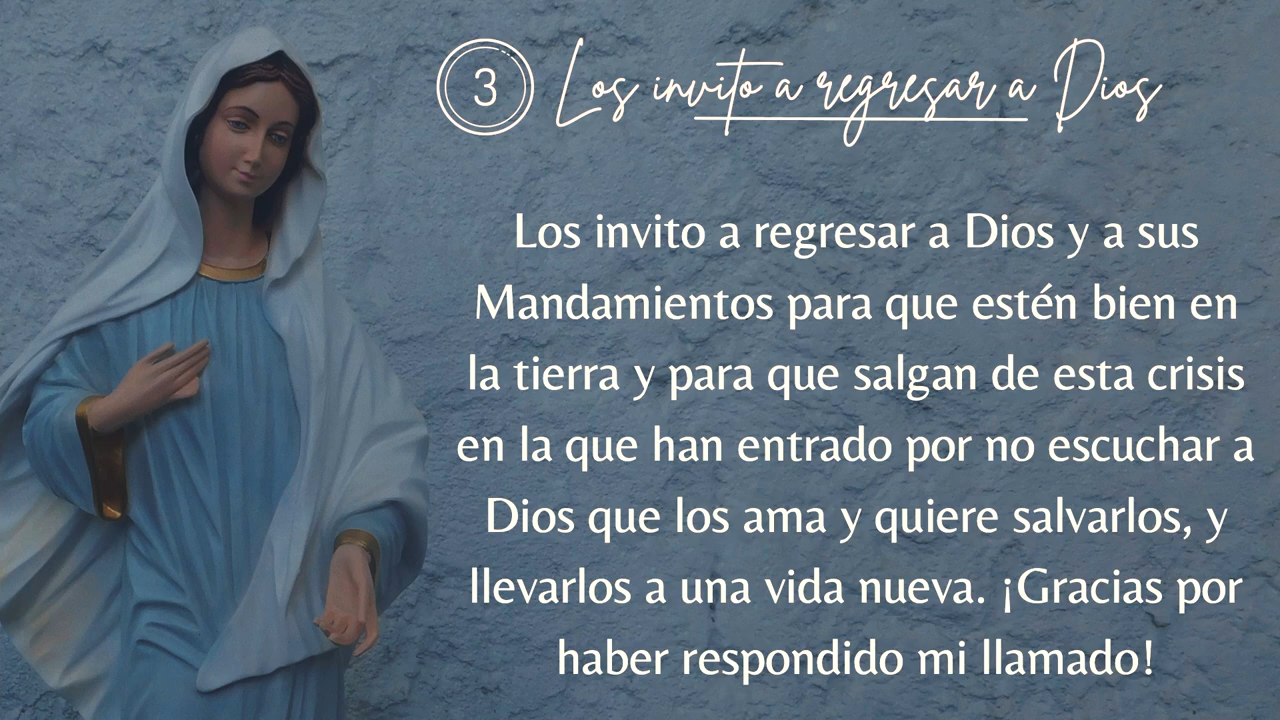 3 Los invito a regresar a Dios
Los invito a regresar a Dios y a sus
Mandamientos para que estén bien en
la tierra y para que salgan de esta crisis
en la que han entrado por no escuchar a
Dios que los ama y quiere salvarlos, y
llevarlos a una vida nueva. ¡Gracias por
haber respondido mi llamado!